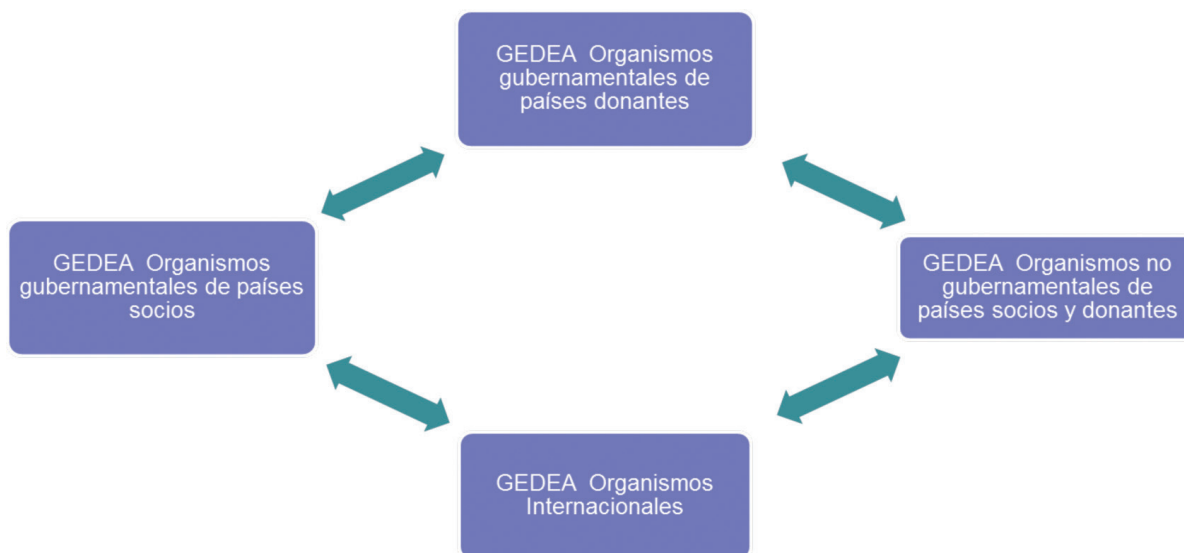 GEDEA  Organismos
gubernamentales de
países donantes
GEDEA  Organismos
gubernamentales de países
socios
GEDEA  Organismos no
gubernamentales de
países socios y donantes
GEDEA  Organismos
Internacionales